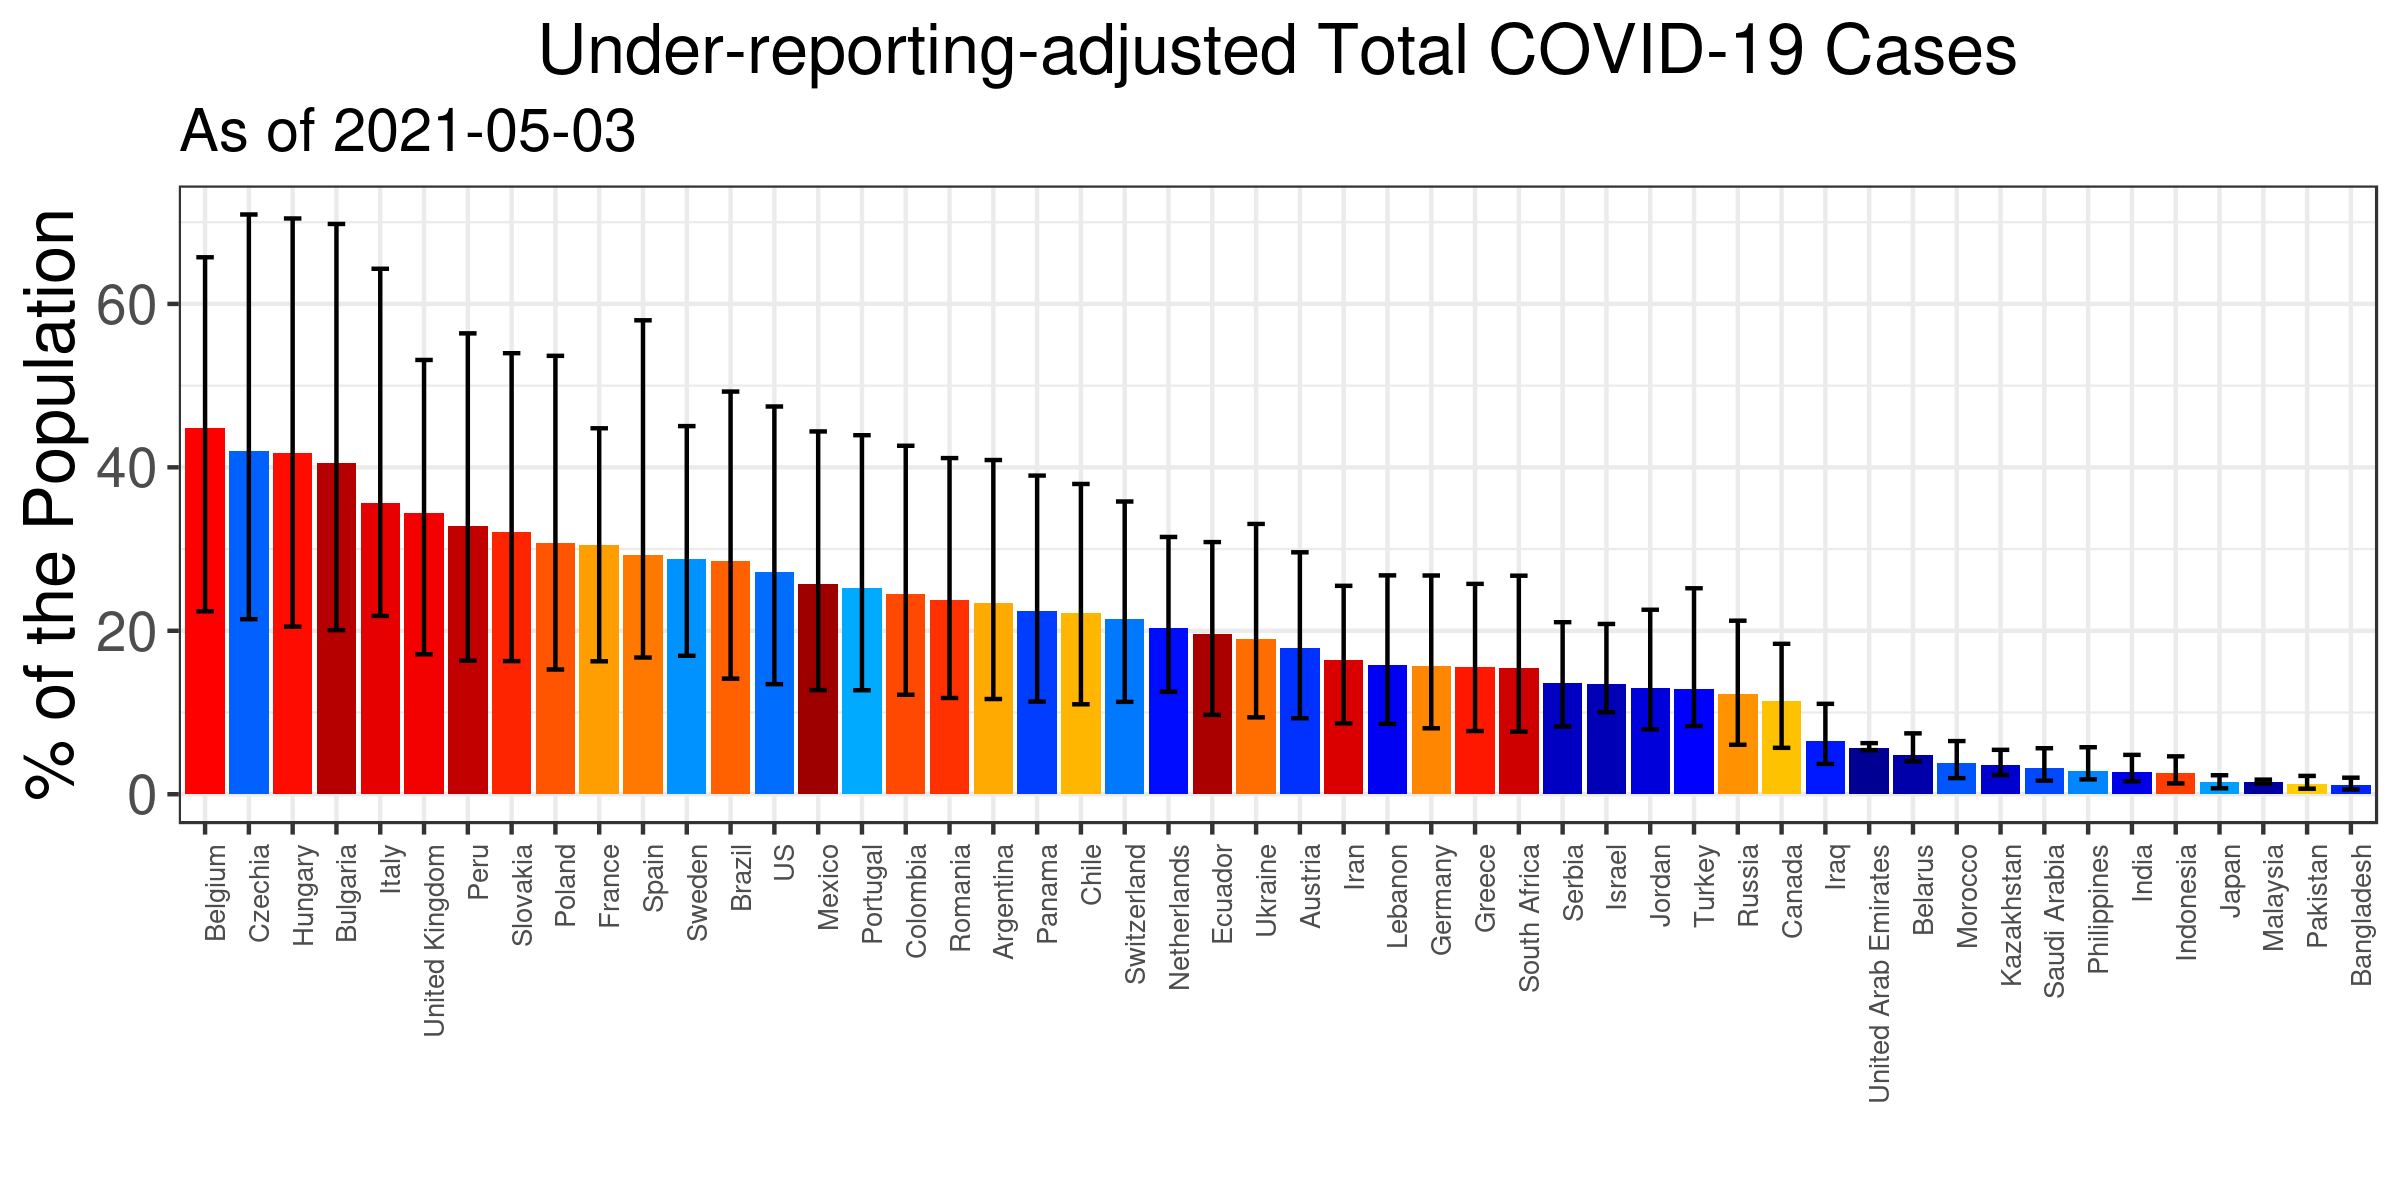 Under-reporting-adjusted Total COVID-19 Cases
As of 2021-05-03
% of the Population
60
40
20
0
Belgium
Czechia
Hungary
Bulgaria
Italy
United Kingdom
Peru
Slovakia
Poland
France
Spain
Sweden
Brazil
US
Mexico
Portugal
Colombia
Romania
Argentina
Panama
Chile
Switzerland
Netherlands
Ecuador
Ukraine
Austria
Iran
Lebanon
Germany
Greece
South Africa
Serbia
Israel
Jordan
Turkey
Russia
Canada
Iraq
United Arab Emirates
Belarus
Morocco
Kazakhstan
Saudi Arabia
Philippines
India
Indonesia
Japan
Malaysia
Pakistan
Bangladesh